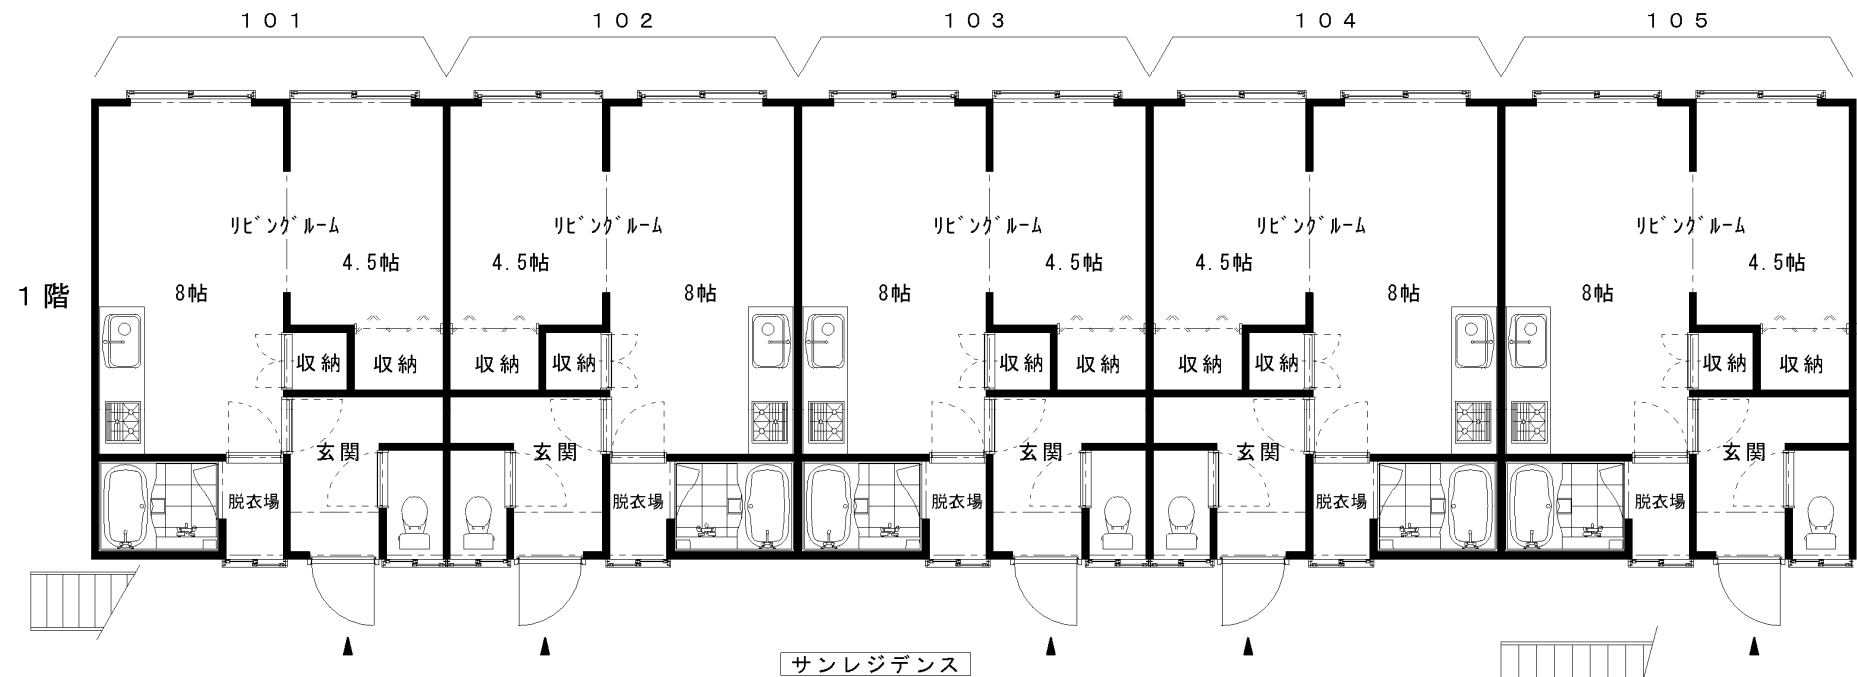 101 102 103 104 105
リビングルーム リビングルーム リビングルーム リビングルーム リビングルーム
4.5帖 4.5帖 4.5帖 4.5帖 4.5帖
1階 8帖 8帖 8帖 8帖 8帖
収納 収納 収納 収納 収納 収納 収納 収納 収納 収納
玄関 玄関 玄関 玄関 玄関
脱衣場 脱衣場 脱衣場 脱衣場 脱衣場
サンレジデンス